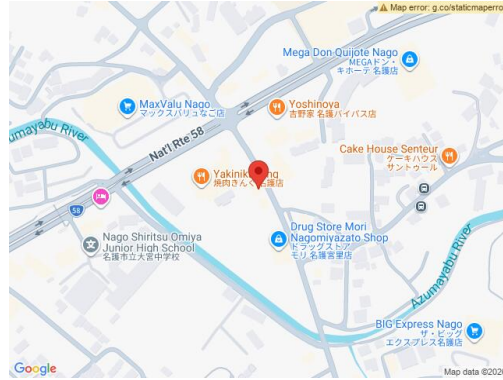 Map error: g.co/staticmaperro
Mega Don Quijote Nago
MEGAドン・
キホーテ 名護店
MaxValu Nago
マックスバリュなご店
Yoshinoya
吉野家 名護バイパス店
umayabu River
Nat'l Rte 58
Cake House Senteur
ケーキハウス
サントゥール
Yakiniku
焼肉きんぐ 名護店
58
Nago Shiritsu Omiya
Junior High School
名護市立大宮中学校
Drug Store Mori
Nagomiyazato Shop
ドラッグストア
モリ 名護宮里店
Azumayabu River
BIG Express Nago
ザ・ビッグ
エクスプレス名護店
Google
Map data ©202